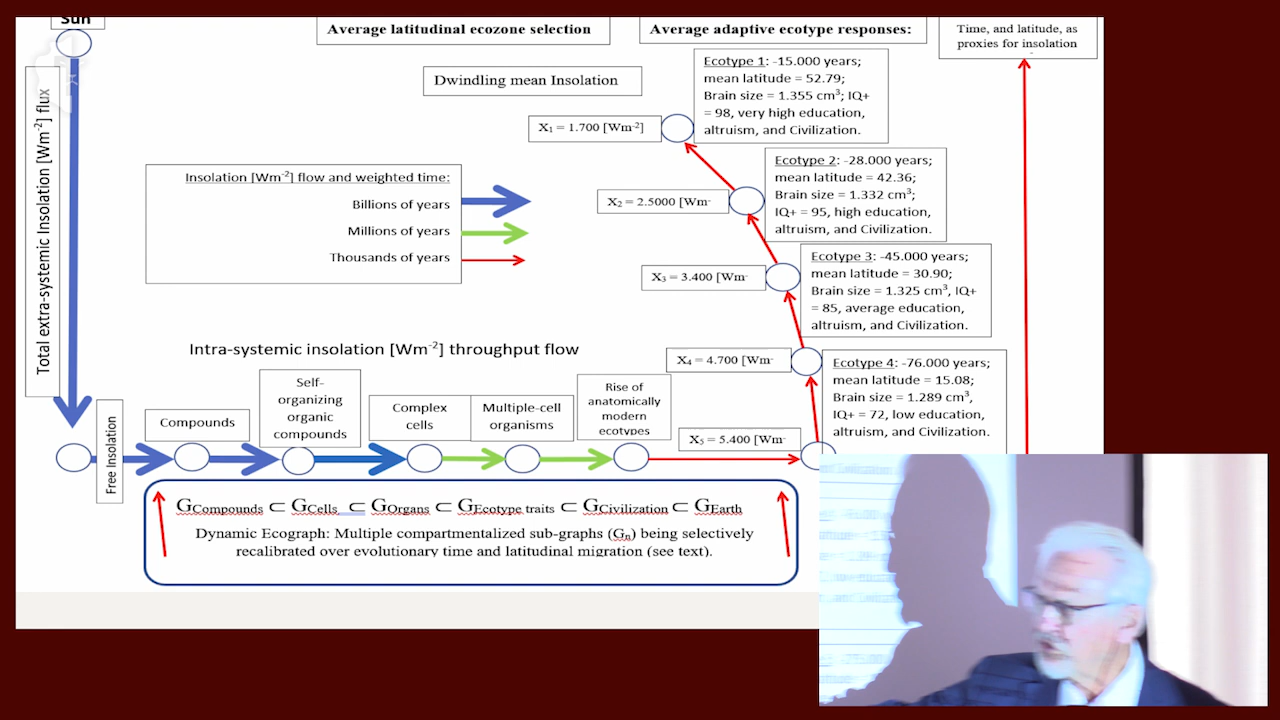 Sun
Average latitudinal ecozone selection
Average adaptive ecotype responses:
Time, and latitude, as
proxies for insolation
Total extra-systemic Insolation [Wm-2] flux
Dwindling mean Insolation
Ecotype 1: -15.000 years;
mean latitude = 52.79;
Brain size = 1.355 cm3; IQ+
= 98, very high education,
altruism, and Civilization.
X1 = 1.700 [Wm-2]
Ecotype 2: -28.000 years;
mean latitude = 42.36;
Brain size = 1.332 cm3;
IQ+ = 95, high education,
altruism, and Civilization.
X2 = 2.5000 [Wm-
Insolation [Wm-2] flow and weighted time:
Billions of years
Millions of years
Thousands of years
Ecotype 3: -45.000 years;
mean latitude = 30.90;
Brain size = 1.325 cm3, IQ+
= 85, average education,
altruism, and Civilization.
X3 = 3.400 [Wm-
Intra-systemic insolation [Wm-2] throughput flow
X4 = 4.700 [Wm-
Ecotype 4: -76.000 years;
mean latitude = 15.08;
Brain size = 1.289 cm3,
IQ+ = 72, low education,
altruism, and Civilization.
Free Insolation
Compounds
Self-
organizing
organic
compounds
Complex
cells
Multiple-cell
organisms
Rise of
anatomically
modern
ecotypes
X5 = 5.400 [Wm-
GCompounds ⊂ GCells ⊂ GOrgans ⊂ GEcotype traits ⊂ GCivilization ⊂ GEarth
Dynamic Ecograph: Multiple compartmentalized sub-graphs (Gn) being selectively
recalibrated over evolutionary time and latitudinal migration (see text).